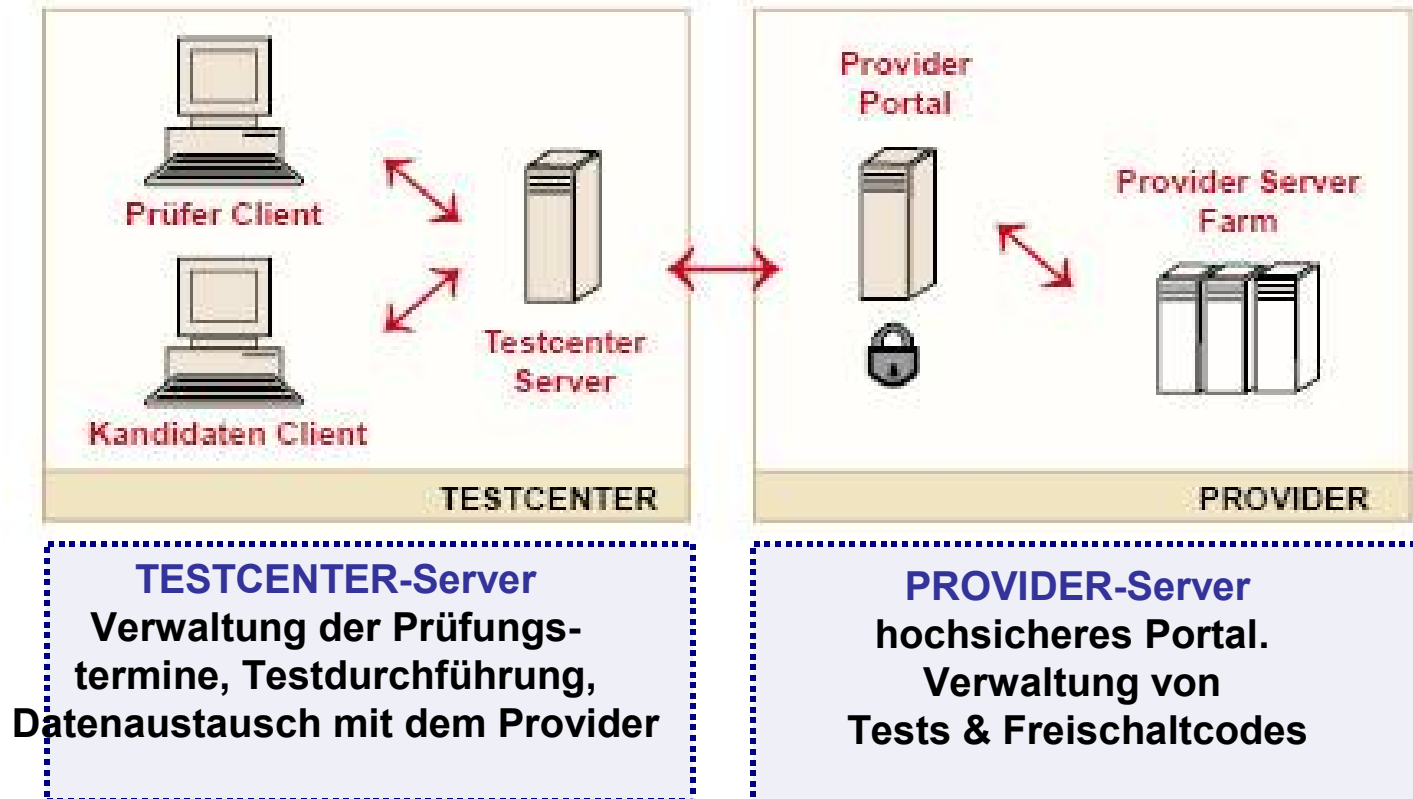 Prüfer Client
Kandidaten Client
Testcenter
Server
TESTCENTER
Provider
Portal
Provider Server
Farm
PROVIDER
TESTCENTER-Server
Verwaltung der Prüfungs-
termine, Testdurchführung,
Datenaustausch mit dem Provider
PROVIDER-Server
hochsicheres Portal.
Verwaltung von
Tests & Freischaltcodes